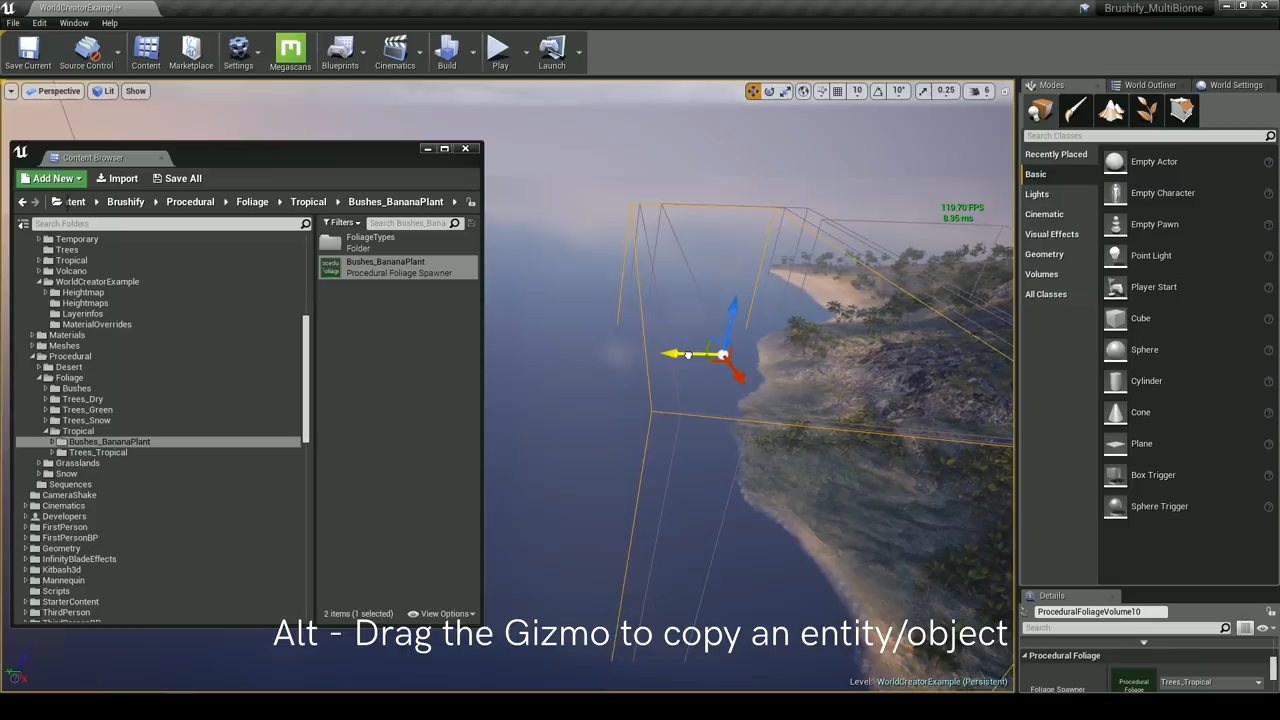 WorldCreatorExample*
Brushify_MultiBiome
File Edit Window Help
Save Current Source Control Content Marketplace Settings Megascans Blueprints Cinematics Build Play Launch
Perspective Lit Show
10 10° 0.25 6
Modes World Outliner World Settings
Search Classes
Recently Placed
Basic
Lights
Cinematic
Visual Effects
Geometry
Volumes
All Classes
Empty Actor
Empty Character
Empty Pawn
Point Light
Player Start
Cube
Sphere
Cylinder
Cone
Plane
Box Trigger
Sphere Trigger
119.70 FPS
8.35 ms
Content Browser
Add New Import Save All
tent Brushify Procedural Foliage Tropical Bushes_BananaPlant
Search Folders
Temporary
Trees
Tropical
Volcano
WorldCreatorExample
Heightmap
Heightmaps
Layerinfos
MaterialOverrides
Materials
Meshes
Procedural
Desert
Foliage
Bushes
Trees_Dry
Trees_Green
Trees_Snow
Tropical
Bushes_BananaPlant
Trees_Tropical
Grasslands
Snow
Sequences
CameraShake
Cinematics
Developers
FirstPerson
FirstPersonBP
Geometry
InfinityBladeEffects
Kitbash3d
Mannequin
Scripts
StarterContent
ThirdPerson
Filters Search Bushes_Bana
FoliageTypes
Folder
Bushes_BananaPlant
Procedural Foliage Spawner
2 items (1 selected) View Options
Alt - Drag the Gizmo to copy an entity/object
Level: WorldCreatorExample (Persistent)
Details
ProceduralFoliageVolume10
Search
Procedural Foliage
Foliage Spawner
Procedural
Foliage
Trees_Tropical